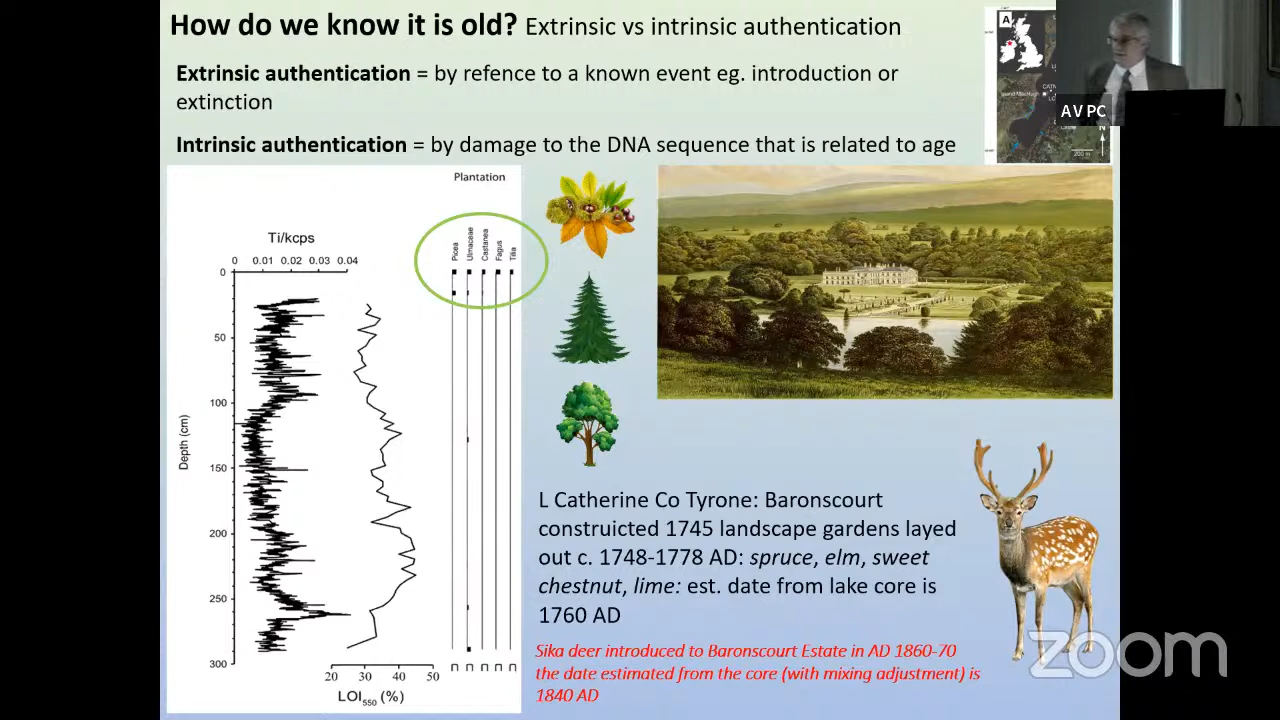 How do we know it is old? Extrinsic vs intrinsic authentication
Extrinsic authentication = by refence to a known event eg. introduction or
extinction
Intrinsic authentication = by damage to the DNA sequence that is related to age
A
AV PC
N
200 m
Plantation
Ti/kcps
Picea
Ulmaceae
Castanea
Fagus
Tilia
0 0.01 0.02 0.03 0.04
0
50
100
150
200
250
300
Depth (cm)
20 30 40 50
LOI550 (%)
L Catherine Co Tyrone: Baronscourt
constructicted 1745 landscape gardens layed
out c. 1748-1778 AD: spruce, elm, sweet
chestnut, lime: est. date from lake core is
1760 AD
Sika deer introduced to Baronscourt Estate in AD 1860-70
the date estimated from the core (with mixing adjustment) is
1840 AD
zoom